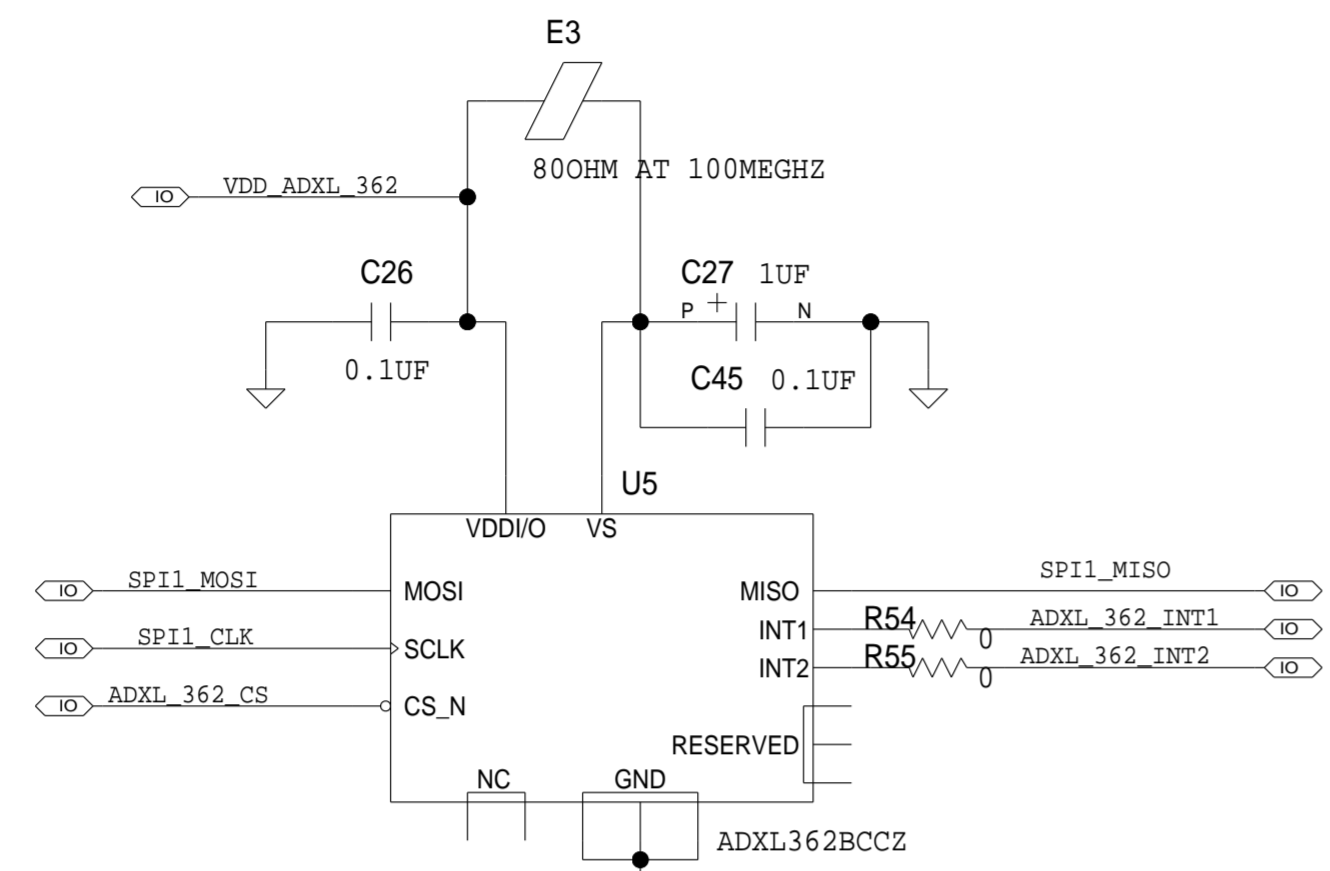 E3
80OHM AT 100MEGHZ
IO VDD_ADXL_362
C26
0.1UF
C27 1UF
P + N
C45 0.1UF
U5
VDDI/O VS
IO SPI1_MOSI MOSI
IO SPI1_CLK SCLK
IO ADXL_362_CS CS_N
MISO SPI1_MISO IO
INT1 R54 0 ADXL_362_INT1 IO
INT2 R55 0 ADXL_362_INT2 IO
RESERVED
NC GND
ADXL362BCCZ